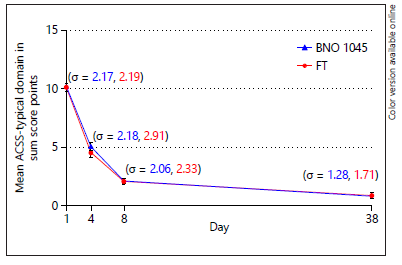 15
10
5
0
Mean ACSS-typical domain in
sum score points
BNO 1045
FT
(σ = 2.17, 2.19)
(σ = 2.18, 2.91)
(σ = 2.06, 2.33)
(σ = 1.28, 1.71)
1
4
8
38
Day
Color version available online